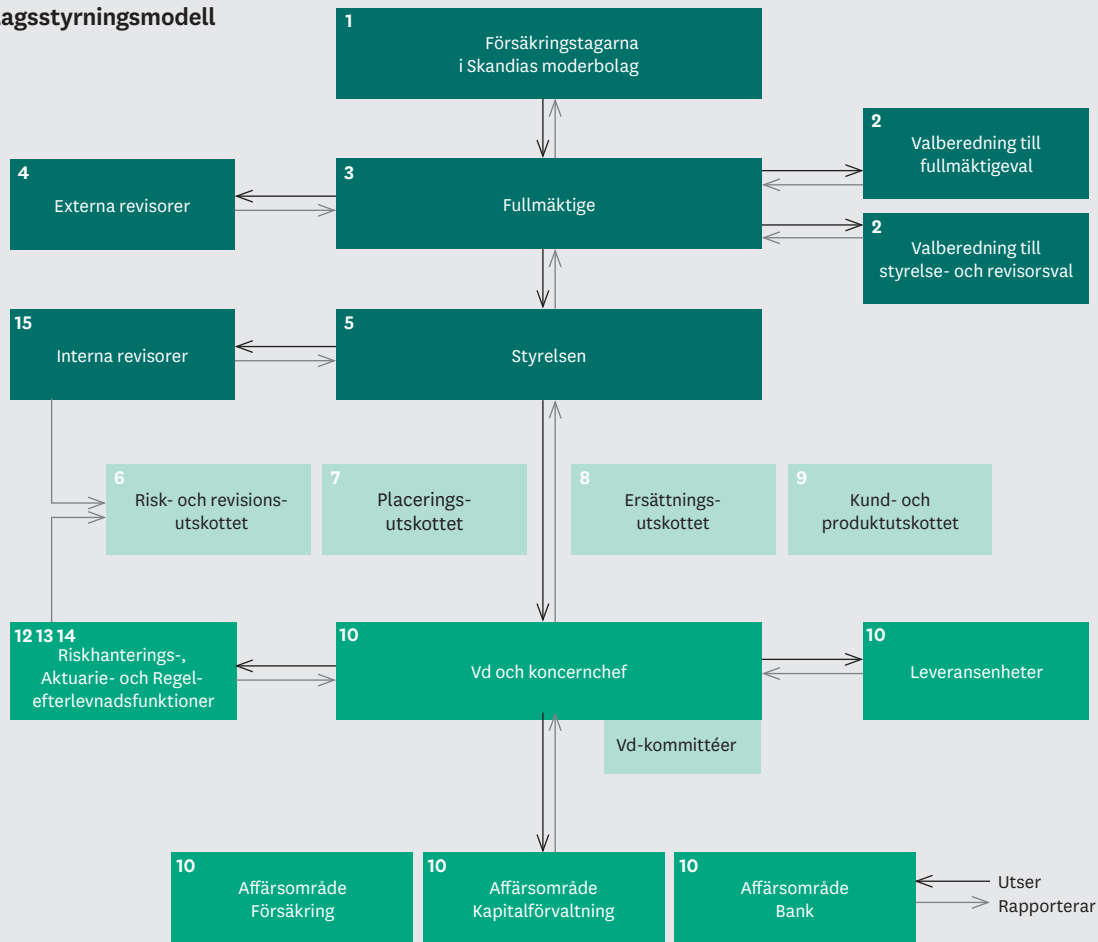 agsstyrningsmodell
1
Försäkringstagarna
i Skandias moderbolag
2
Valberedning till
fullmäktigeval
4
Externa revisorer
3
Fullmäktige
2
Valberedning till
styrelse- och revisorsval
15
Interna revisorer
5
Styrelsen
6
Risk- och revisions-
utskottet
7
Placerings-
utskottet
8
Ersättnings-
utskottet
9
Kund- och
produktutskottet
12 13 14
Riskhanterings-,
Aktuarie- och Regel-
efterlevnadsfunktioner
10
Vd och koncernchef
10
Leveransenheter
Vd-kommittéer
10
Affärsområde
Försäkring
10
Affärsområde
Kapitalförvaltning
10
Affärsområde
Bank
Utser
Rapporterar